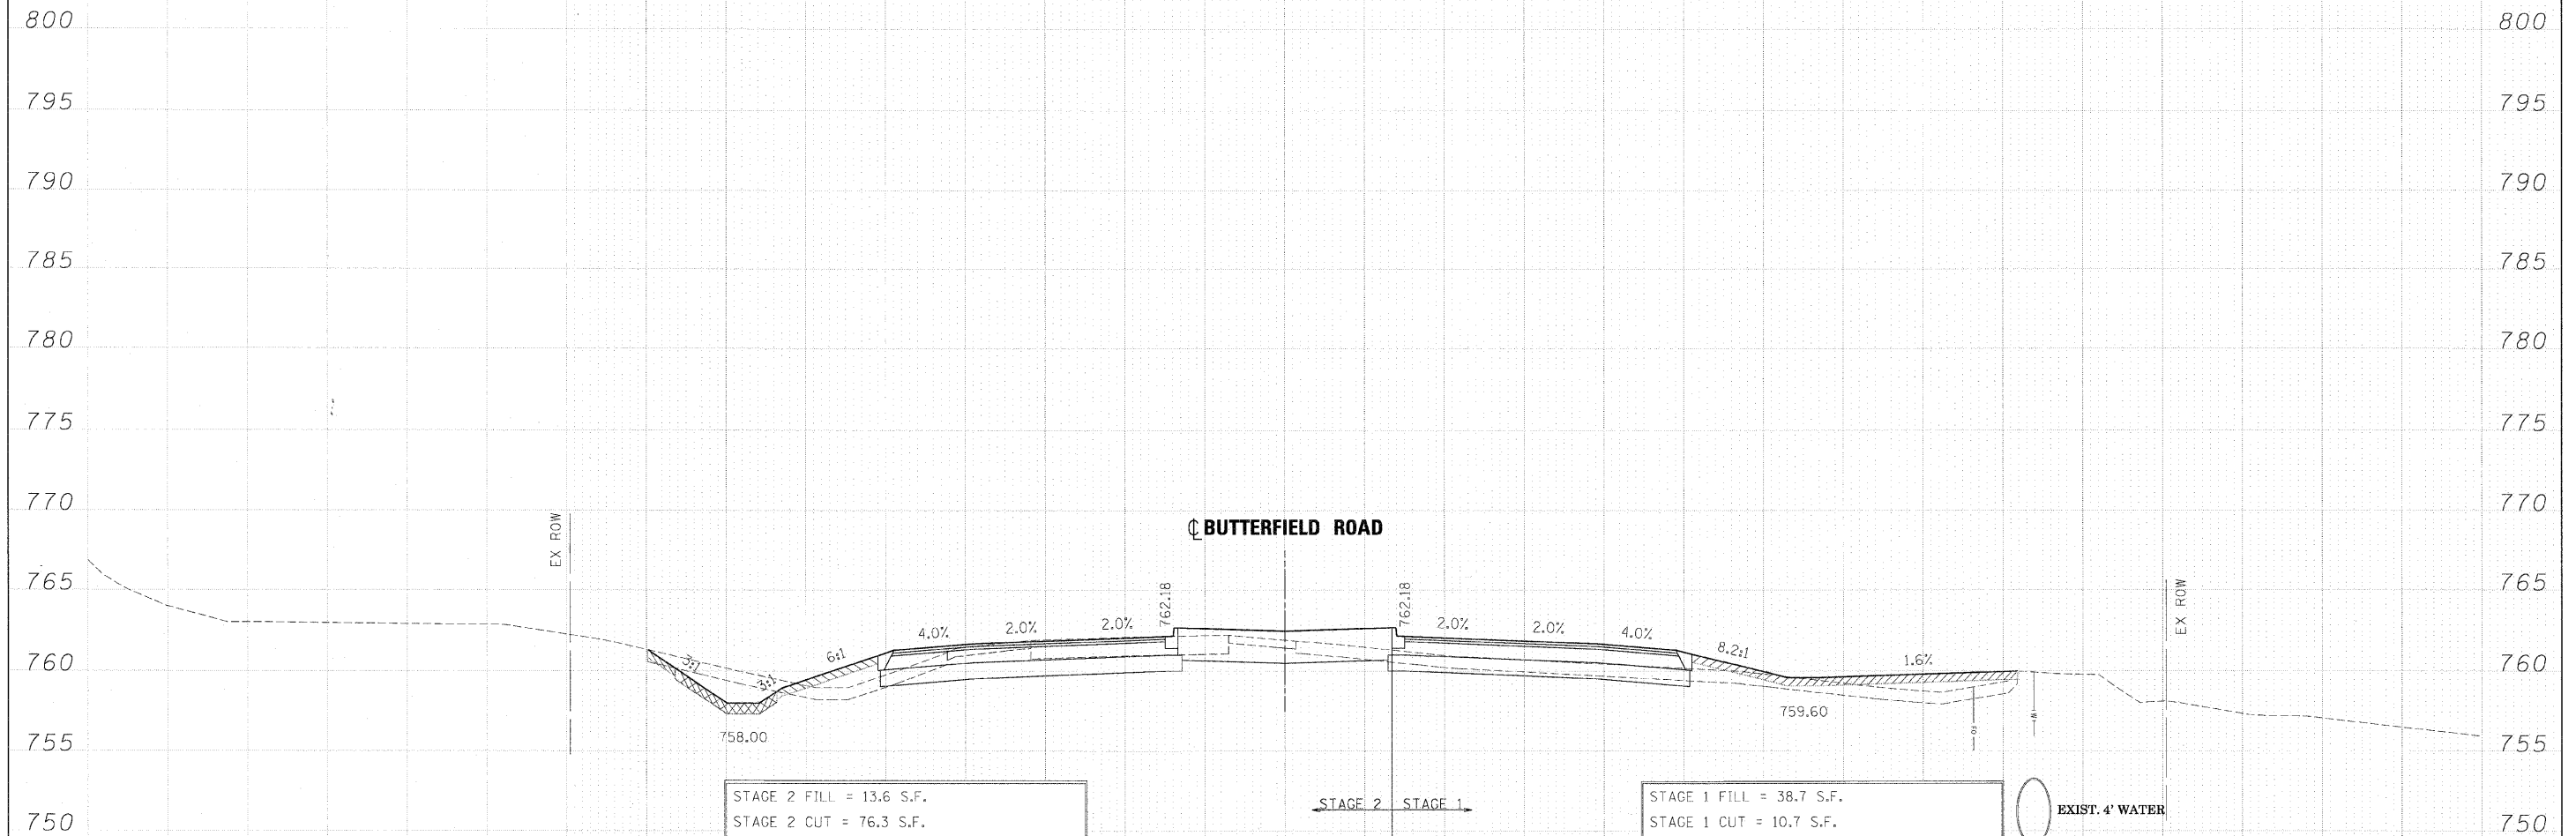 800 800
795 795
790 790
785 785
780 780
775 775
770 770
EX ROW
℄ BUTTERFIELD ROAD
765 765
EX ROW
762.18 762.18
4.0% 2.0% 2.0% 2.0% 2.0% 4.0%
3:1 3:1 6:1 8.2:1 1.6%
760 760
758.00 759.60
755 755
STAGE 2 FILL = 13.6 S.F.
STAGE 2 CUT = 76.3 S.F.
STAGE 2 STAGE 1
STAGE 1 FILL = 38.7 S.F.
STAGE 1 CUT = 10.7 S.F.
EXIST. 4' WATER
750 750